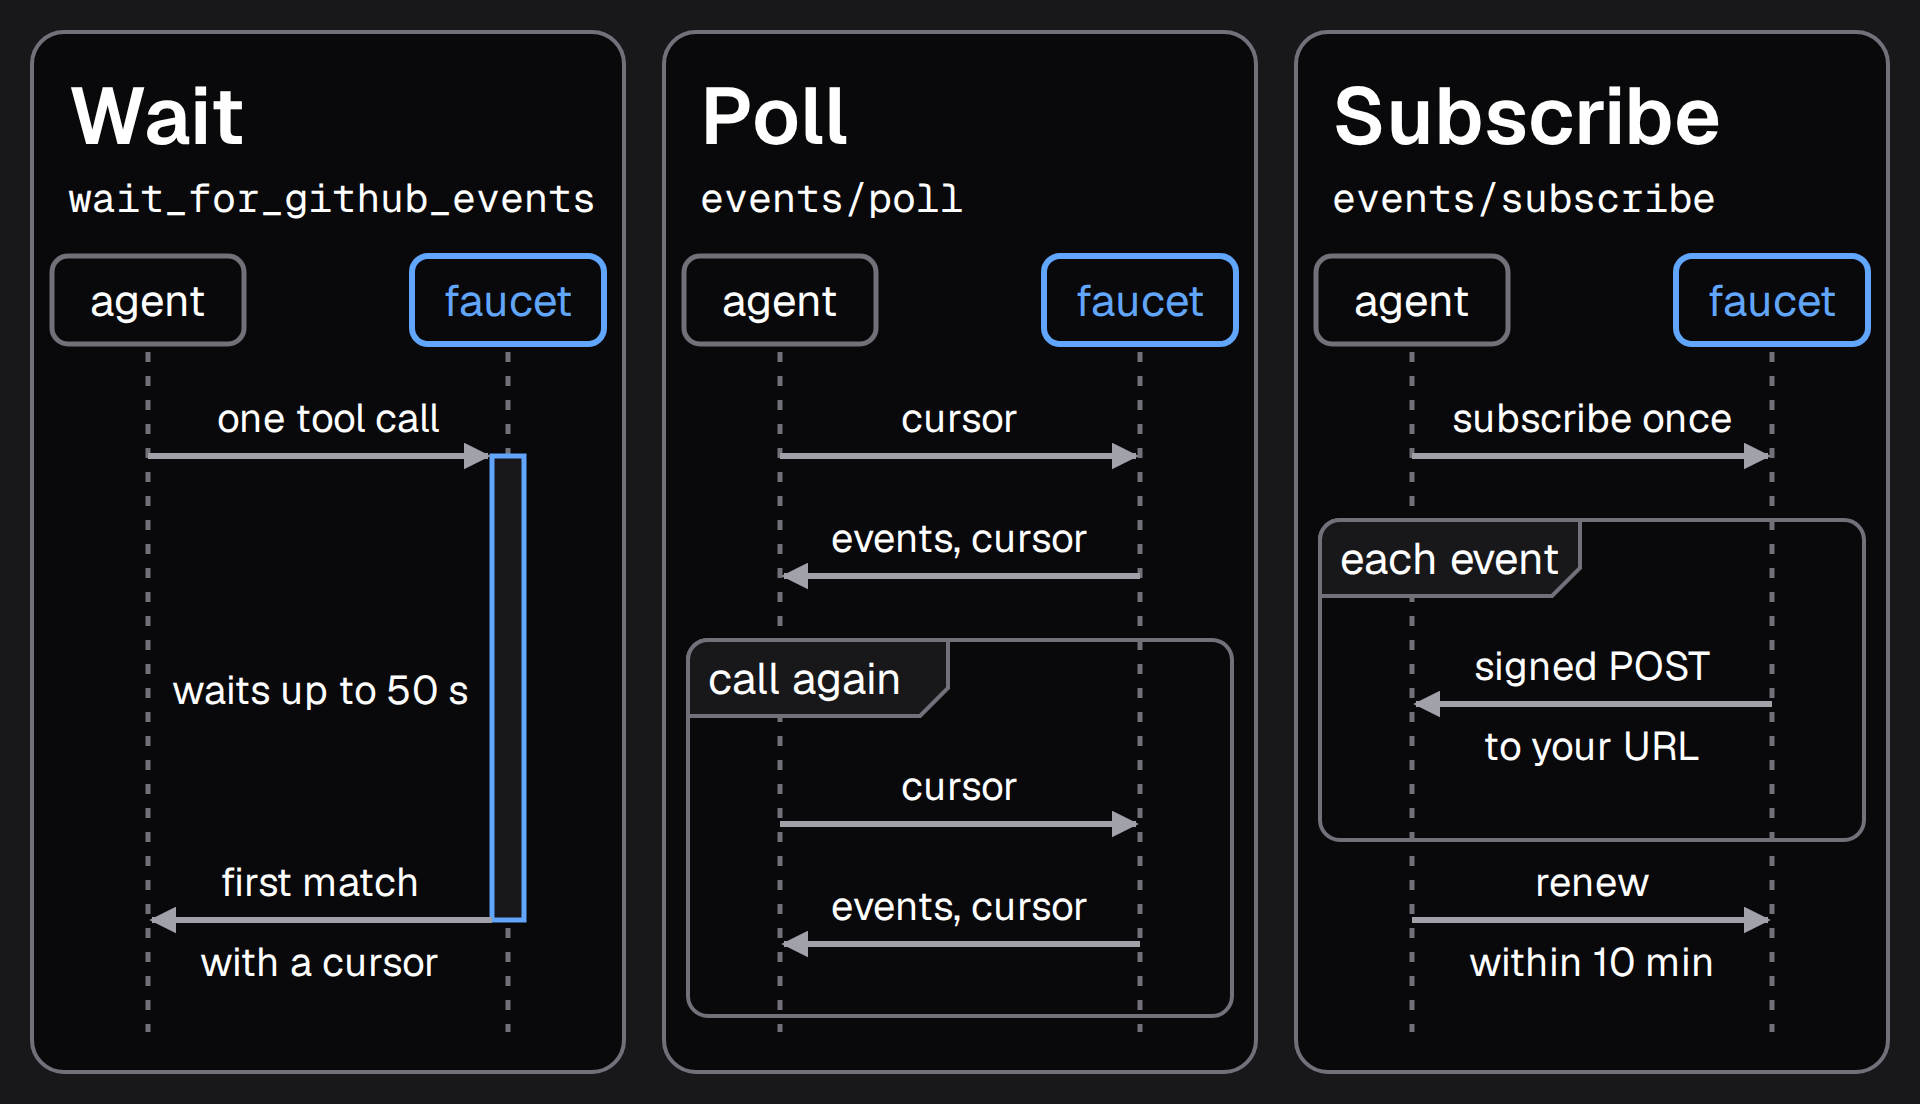 Wait
wait_for_github_events
agent
faucet
one tool call
waits up to 50 s
first match
with a cursor
Poll
events/poll
agent
faucet
cursor
events, cursor
call again
cursor
events, cursor
Subscribe
events/subscribe
agent
faucet
subscribe once
each event
signed POST
to your URL
renew
within 10 min